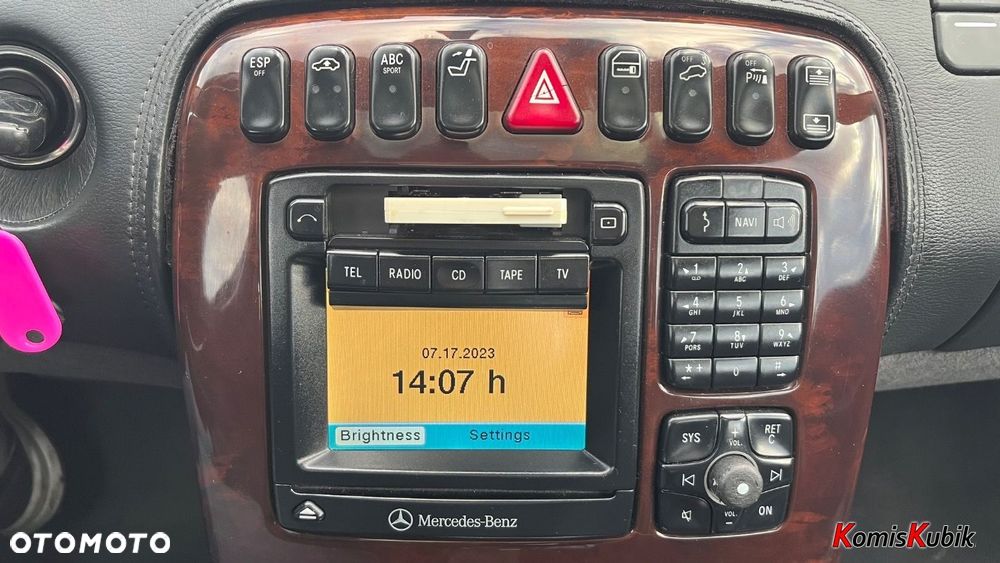 ESP
OFF
ABC
SPORT
OFF
OFF
P
TEL
RADIO
CD
TAPE
TV
07.17.2023
14:07 h
Brightness
Settings
Mercedes-Benz
NAVI
1
2
ABC
3
DEF
4
GHI
5
JKL
6
MNO
7
PORS
8
TUV
9
WXYZ
*+
0
#
SYS
+
VOL.
RET
C
VOL.
-
ON
OTOMOTO
KomisKubik